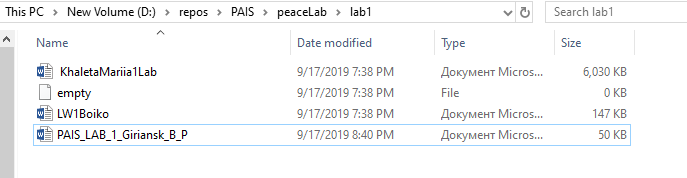 This PC > New Volume (D:) > repos > PAIS > peaceLab > lab1 Search lab1
Name Date modified Type Size
KhaletaMariia1Lab 9/17/2019 7:38 PM Документ Micros... 6,030 KB
empty 9/17/2019 7:38 PM File 0 KB
LW1Boiko 9/17/2019 7:38 PM Документ Micros... 147 KB
PAIS_LAB_1_Giriansk_B_P 9/17/2019 8:40 PM Документ Micros... 50 KB